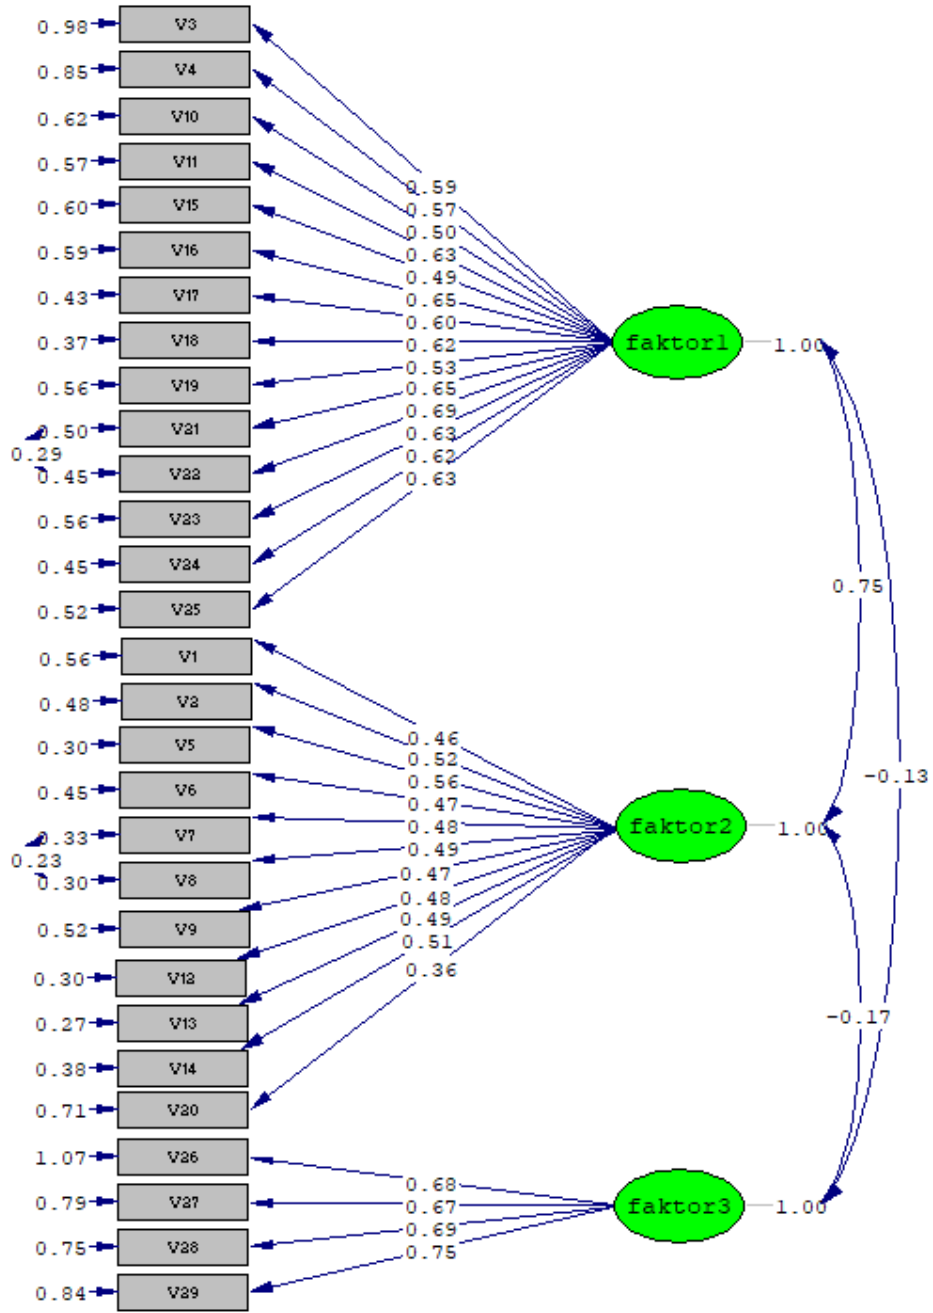 0.98 V3
0.85 V4
0.62 V10
0.57 V11
0.60 V15
0.59 V16
0.43 V17
0.37 V18
0.56 V19
0.50 V21
0.29
0.45 V22
0.56 V23
0.45 V24
0.52 V25
0.56 V1
0.48 V2
0.30 V5
0.45 V6
0.33 V7
0.23
0.30 V8
0.52 V9
0.30 V12
0.27 V13
0.38 V14
0.71 V20
1.07 V26
0.79 V27
0.75 V28
0.84 V29
0.59
0.57
0.50
0.63
0.49
0.65
0.60
0.62
0.53
0.65
0.69
0.63
0.62
0.63
faktor1 1.00
0.46
0.52
0.56
0.47
0.48
0.49
0.47
0.48
0.49
0.51
0.36
faktor2 1.00
0.68
0.67
0.69
0.75
faktor3 1.00
0.75
-0.13
-0.17